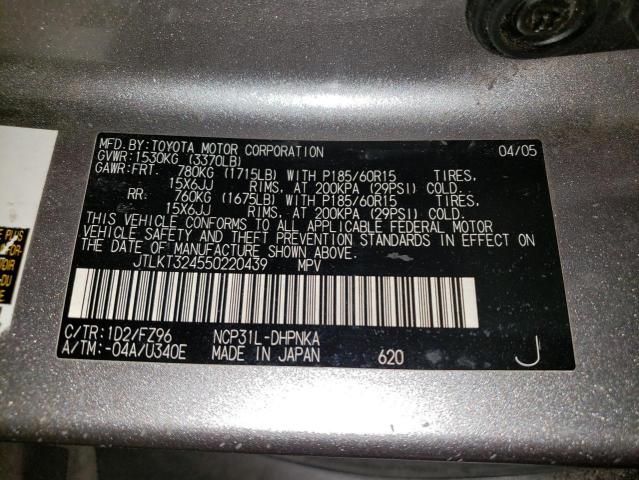 MFD. BY: TOYOTA MOTOR CORPORATION 04/05
GVWR: 1530KG (3370LB)
GAWR: FRT. 780KG (1715LB) WITH P185/60R15 TIRES,
15X6JJ RIMS, AT 200KPA (29PSI) COLD.
RR. 760KG (1675LB) WITH P185/60R15 TIRES,
15X6JJ RIMS, AT 200KPA (29PSI) COLD.
THIS VEHICLE CONFORMS TO ALL APPLICABLE FEDERAL MOTOR
VEHICLE SAFETY AND THEFT PREVENTION STANDARDS IN EFFECT ON
THE DATE OF MANUFACTURE SHOWN ABOVE.
JTLKT324550220439 MPV
C/TR: 1D2/FZ96 NCP31L-DHPNKA
A/TM: -04A/U340E MADE IN JAPAN 620 J
PLUS